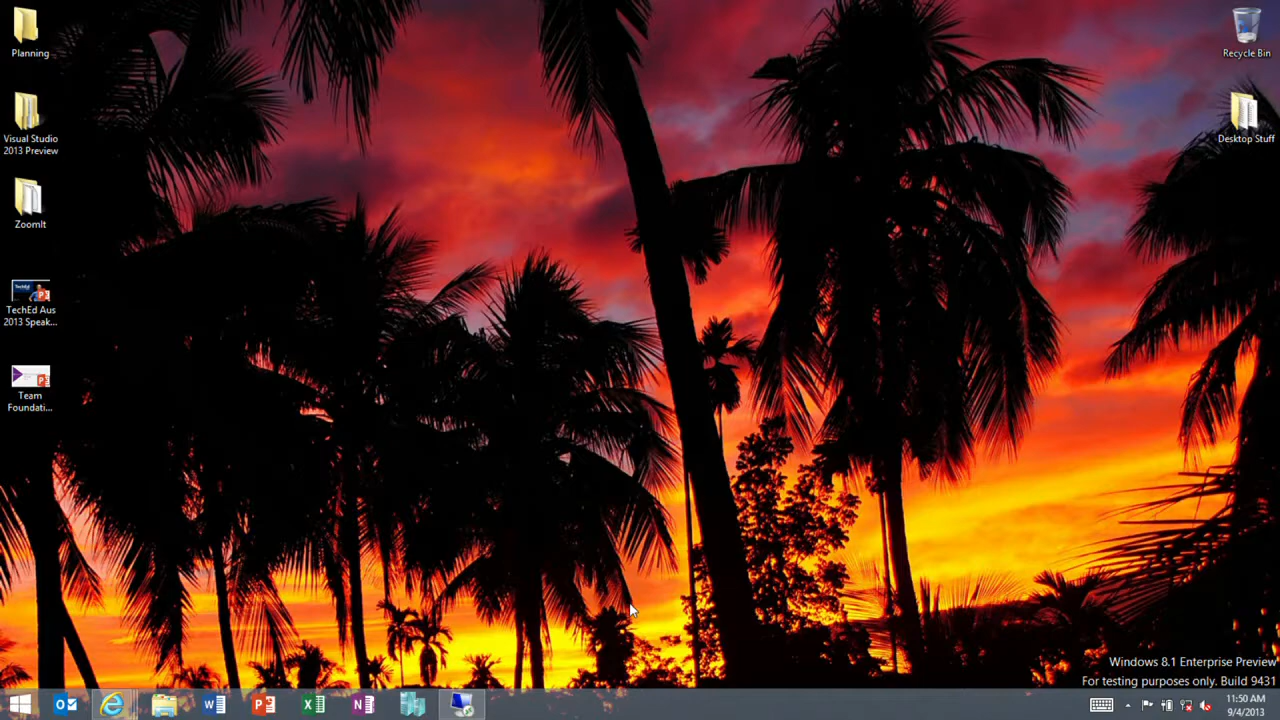 Planning
Visual Studio
2013 Preview
ZoomIt
TechEd
TechEd Aus
2013 Speak...
Team
Foundati...
Recycle Bin
Desktop Stuff
Windows 8.1 Enterprise Preview
For testing purposes only. Build 9431
11:50 AM
9/4/2013